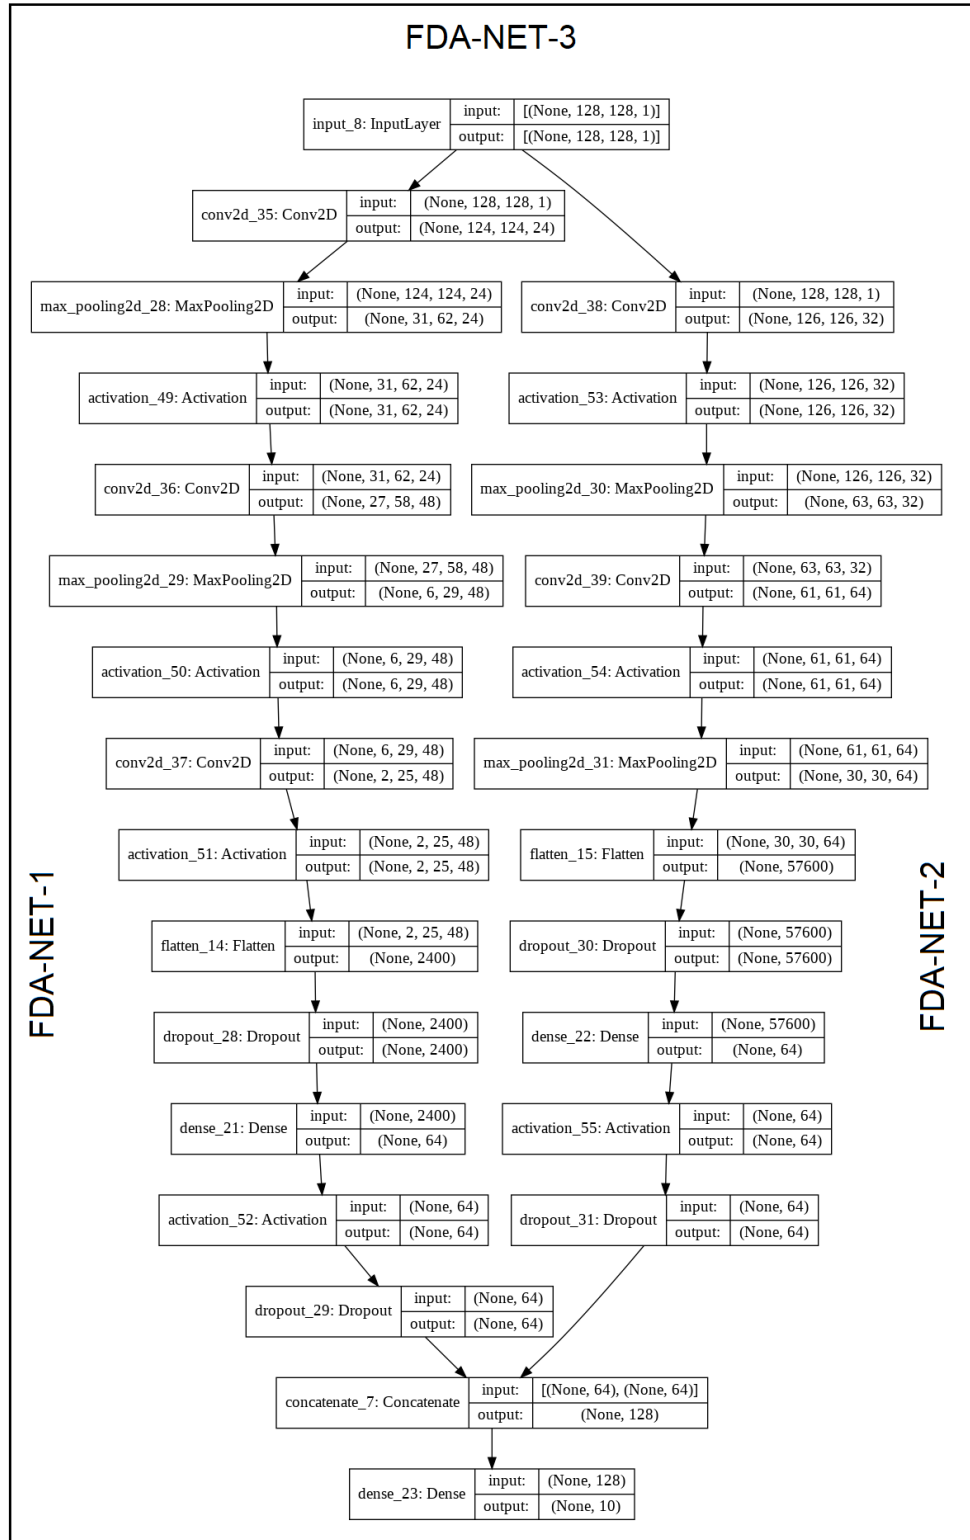 FDA-NET-3
input_8: InputLayer
input: [(None, 128, 128, 1)]
output: [(None, 128, 128, 1)]
conv2d_35: Conv2D
input: (None, 128, 128, 1)
output: (None, 124, 124, 24)
max_pooling2d_28: MaxPooling2D
input: (None, 124, 124, 24)
output: (None, 31, 62, 24)
activation_49: Activation
input: (None, 31, 62, 24)
output: (None, 31, 62, 24)
conv2d_36: Conv2D
input: (None, 31, 62, 24)
output: (None, 27, 58, 48)
max_pooling2d_29: MaxPooling2D
input: (None, 27, 58, 48)
output: (None, 6, 29, 48)
activation_50: Activation
input: (None, 6, 29, 48)
output: (None, 6, 29, 48)
conv2d_37: Conv2D
input: (None, 6, 29, 48)
output: (None, 2, 25, 48)
activation_51: Activation
input: (None, 2, 25, 48)
output: (None, 2, 25, 48)
flatten_14: Flatten
input: (None, 2, 25, 48)
output: (None, 2400)
dropout_28: Dropout
input: (None, 2400)
output: (None, 2400)
dense_21: Dense
input: (None, 2400)
output: (None, 64)
activation_52: Activation
input: (None, 64)
output: (None, 64)
dropout_29: Dropout
input: (None, 64)
output: (None, 64)
FDA-NET-1
conv2d_38: Conv2D
input: (None, 128, 128, 1)
output: (None, 126, 126, 32)
activation_53: Activation
input: (None, 126, 126, 32)
output: (None, 126, 126, 32)
max_pooling2d_30: MaxPooling2D
input: (None, 126, 126, 32)
output: (None, 63, 63, 32)
conv2d_39: Conv2D
input: (None, 63, 63, 32)
output: (None, 61, 61, 64)
activation_54: Activation
input: (None, 61, 61, 64)
output: (None, 61, 61, 64)
max_pooling2d_31: MaxPooling2D
input: (None, 61, 61, 64)
output: (None, 30, 30, 64)
flatten_15: Flatten
input: (None, 30, 30, 64)
output: (None, 57600)
dropout_30: Dropout
input: (None, 57600)
output: (None, 57600)
dense_22: Dense
input: (None, 57600)
output: (None, 64)
activation_55: Activation
input: (None, 64)
output: (None, 64)
dropout_31: Dropout
input: (None, 64)
output: (None, 64)
FDA-NET-2
concatenate_7: Concatenate
input: [(None, 64), (None, 64)]
output: (None, 128)
dense_23: Dense
input: (None, 128)
output: (None, 10)